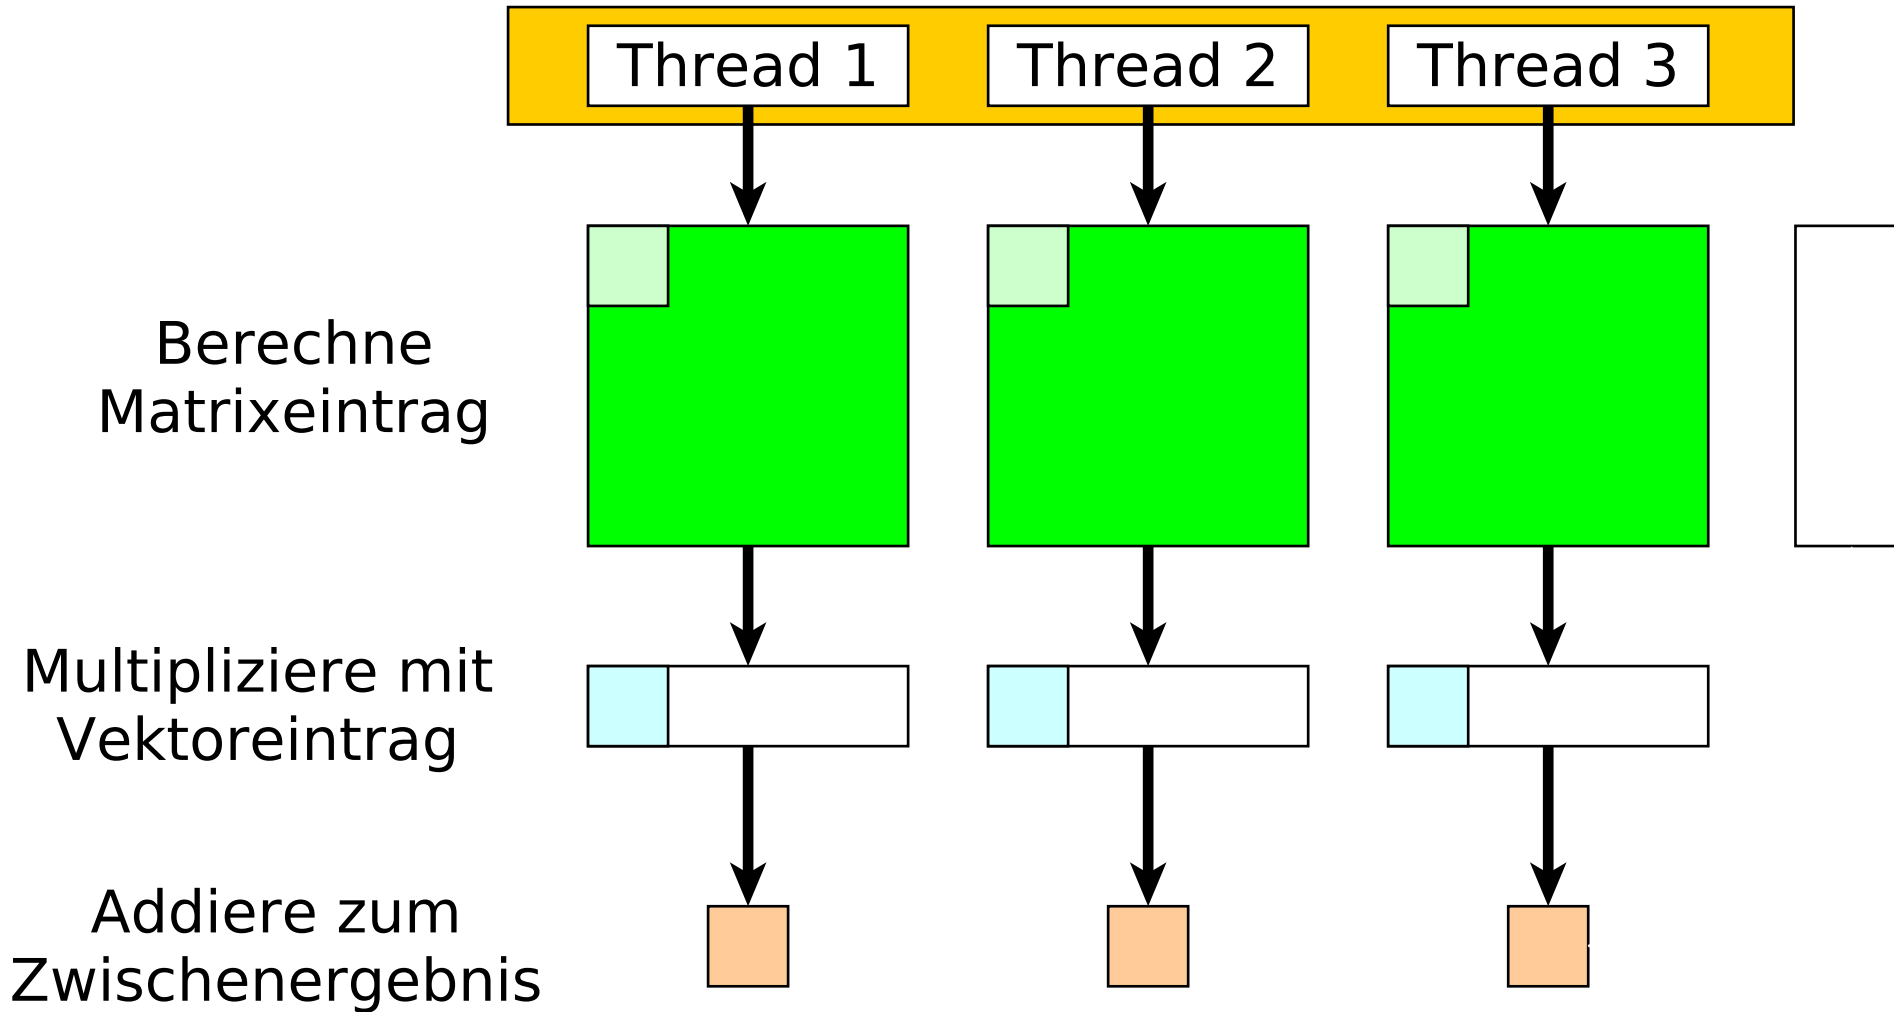 Thread 1
Thread 2
Thread 3
Berechne
Matrixeintrag
Multipliziere mit
Vektoreintrag
Addiere zum
Zwischenergebnis